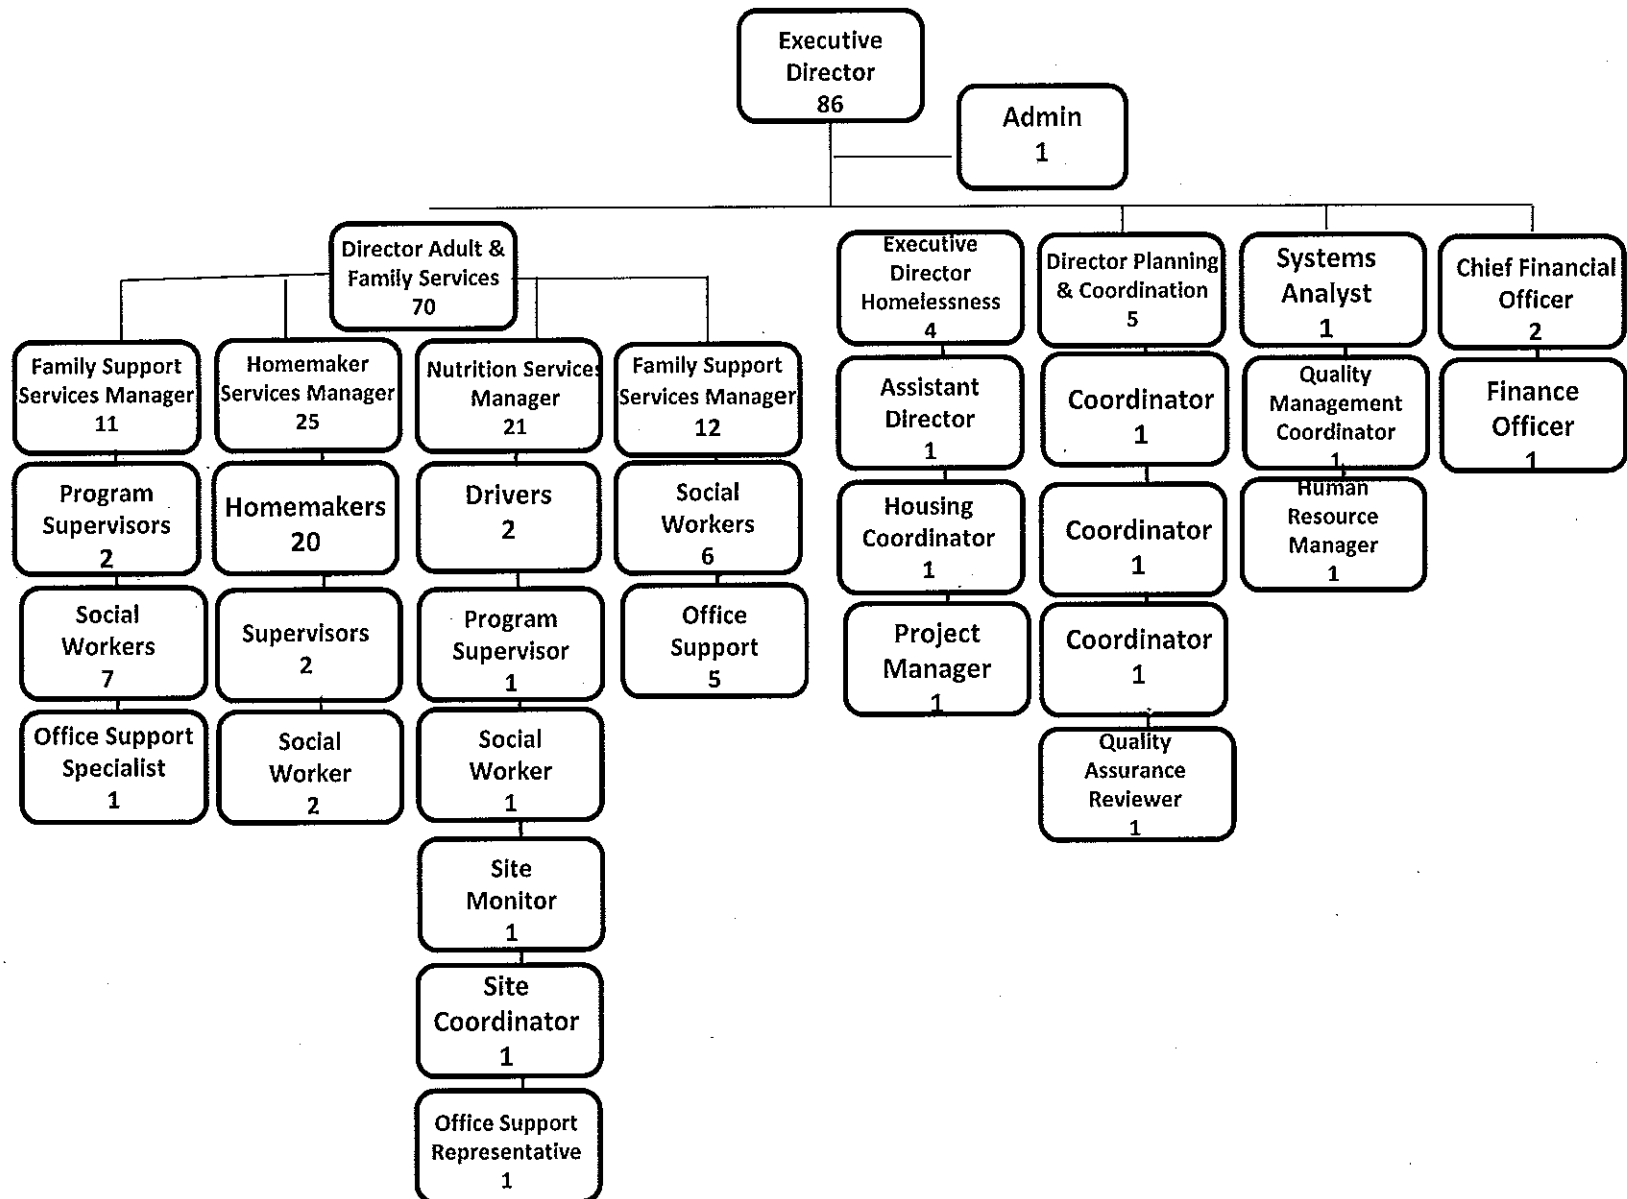 Executive
Director
86
Admin
1
Director Adult &
Family Services
70
Executive
Director
Homelessness
4
Director Planning
& Coordination
5
Systems
Analyst
1
Chief Financial
Officer
2
Family Support
Services Manager
11
Homemaker
Services Manager
25
Nutrition Services
Manager
21
Family Support
Services Manager
12
Assistant
Director
1
Coordinator
1
Quality
Management
Coordinator
1
Finance
Officer
1
Program
Supervisors
2
Homemakers
20
Drivers
2
Social
Workers
6
Housing
Coordinator
1
Coordinator
1
Human
Resource
Manager
1
Social
Workers
7
Supervisors
2
Program
Supervisor
1
Office
Support
5
Project
Manager
1
Coordinator
1
Office Support
Specialist
1
Social
Worker
2
Social
Worker
1
Quality
Assurance
Reviewer
1
Site
Monitor
1
Site
Coordinator
1
Office Support
Representative
1